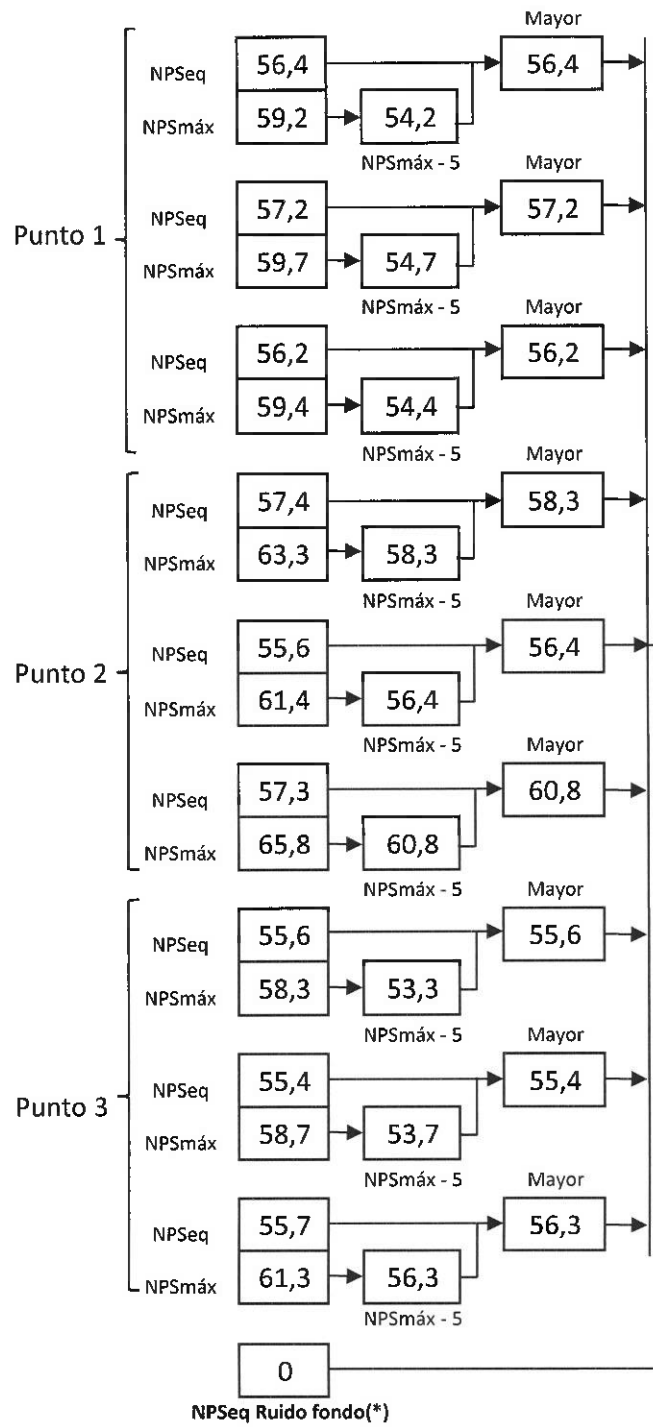 Mayor
NPSeq 56,4 56,4
NPSmáx 59,2 54,2
NPSmáx - 5
Mayor
NPSeq 57,2 57,2
Punto 1
NPSmáx 59,7 54,7
NPSmáx - 5
Mayor
NPSeq 56,2 56,2
NPSmáx 59,4 54,4
NPSmáx - 5
Mayor
NPSeq 57,4 58,3
NPSmáx 63,3 58,3
NPSmáx - 5
Mayor
NPSeq 55,6 56,4
Punto 2
NPSmáx 61,4 56,4
NPSmáx - 5
Mayor
NPSeq 57,3 60,8
NPSmáx 65,8 60,8
NPSmáx - 5
Mayor
NPSeq 55,6 55,6
NPSmáx 58,3 53,3
NPSmáx - 5
Mayor
NPSeq 55,4 55,4
Punto 3
NPSmáx 58,7 53,7
NPSmáx - 5
Mayor
NPSeq 55,7 56,3
NPSmáx 61,3 56,3
NPSmáx - 5
0
NPSeq Ruido fondo(*)